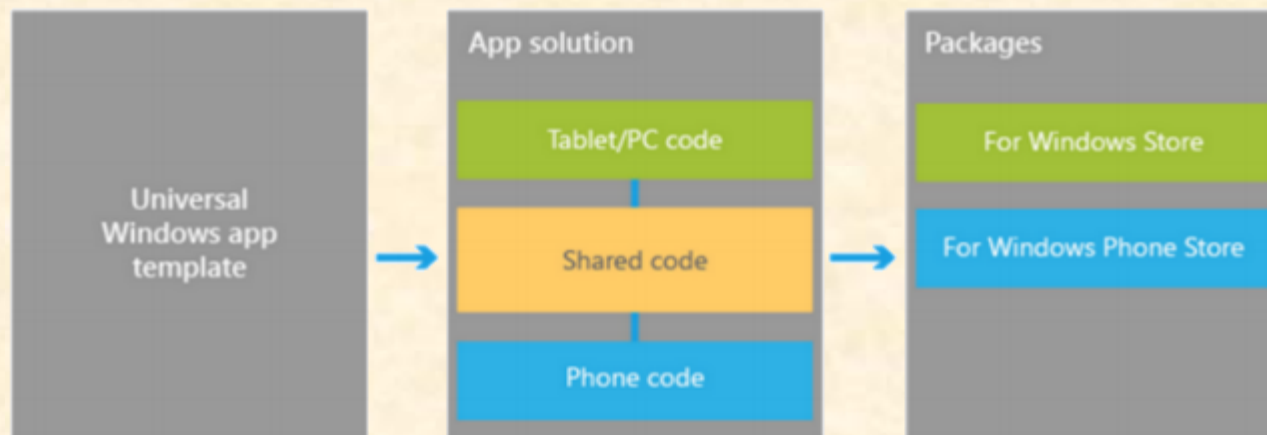 Universal
Windows app
template
App solution
Tablet/PC code
Shared code
Phone code
Packages
For Windows Store
For Windows Phone Store